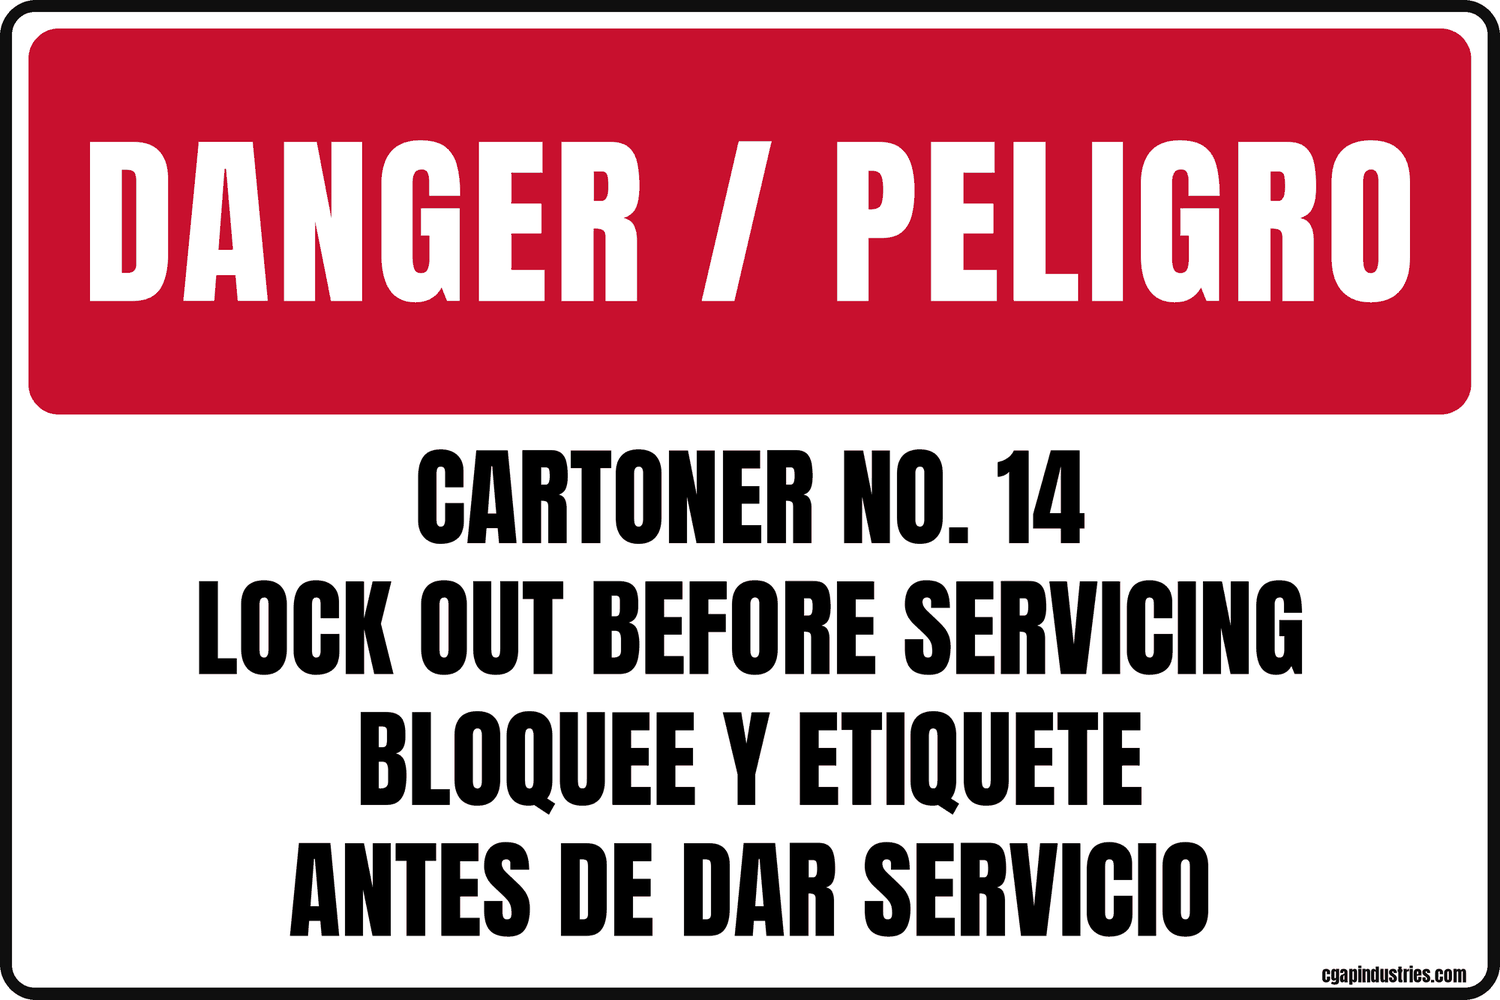 DANGER / PELIGRO
CARTONER NO. 14
LOCK OUT BEFORE SERVICING
BLOQUEE Y ETIQUETE
ANTES DE DAR SERVICIO
cgapindustries.com